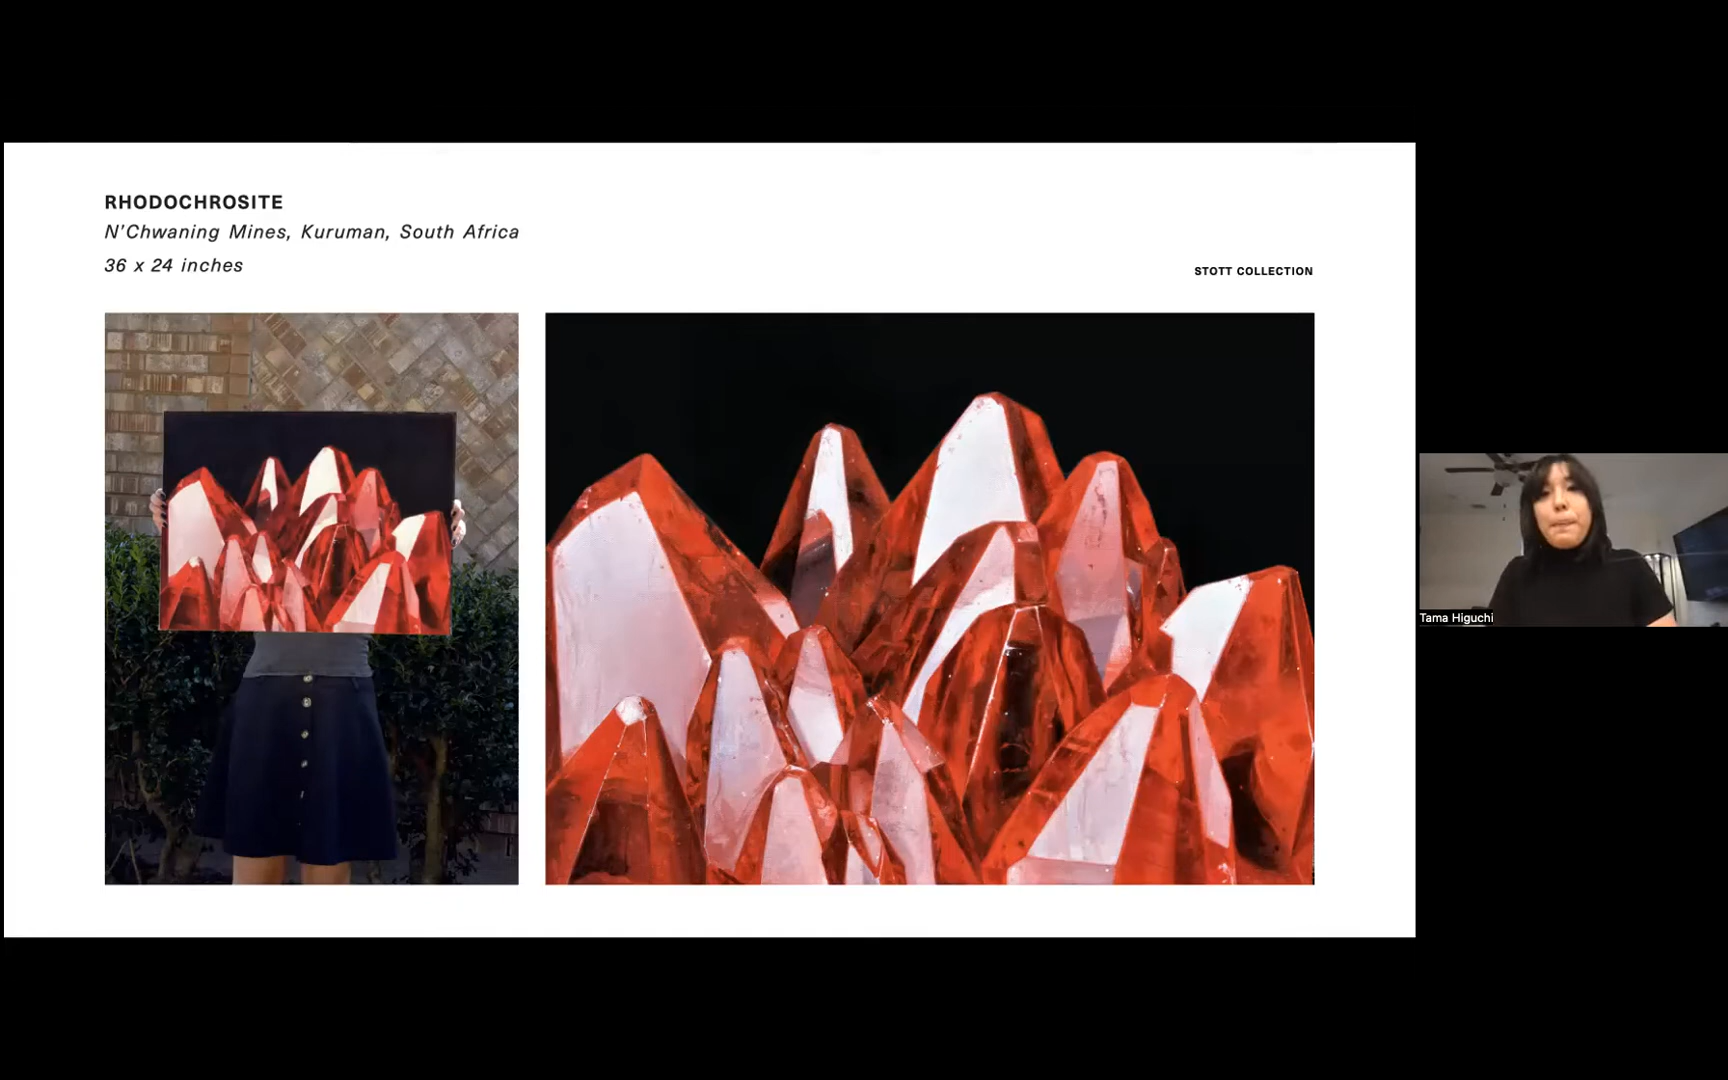 RHODOCHROSITE
N'Chwaning Mines, Kuruman, South Africa
36 x 24 inches
STOTT COLLECTION
Tama Higuchi